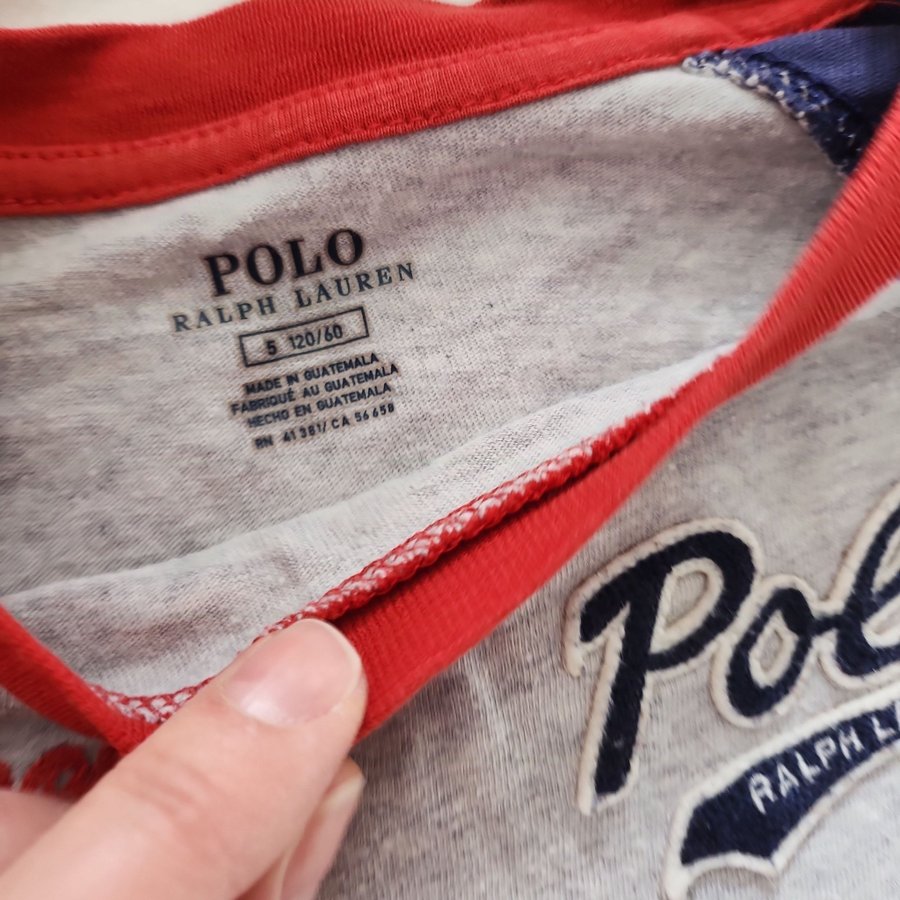 POLO
RALPH LAUREN
5 120/60
MADE IN GUATEMALA
FABRIQUÉ AU GUATEMALA
HECHO EN GUATEMALA
RN 41381/CA 56658
Pol
RALPH L